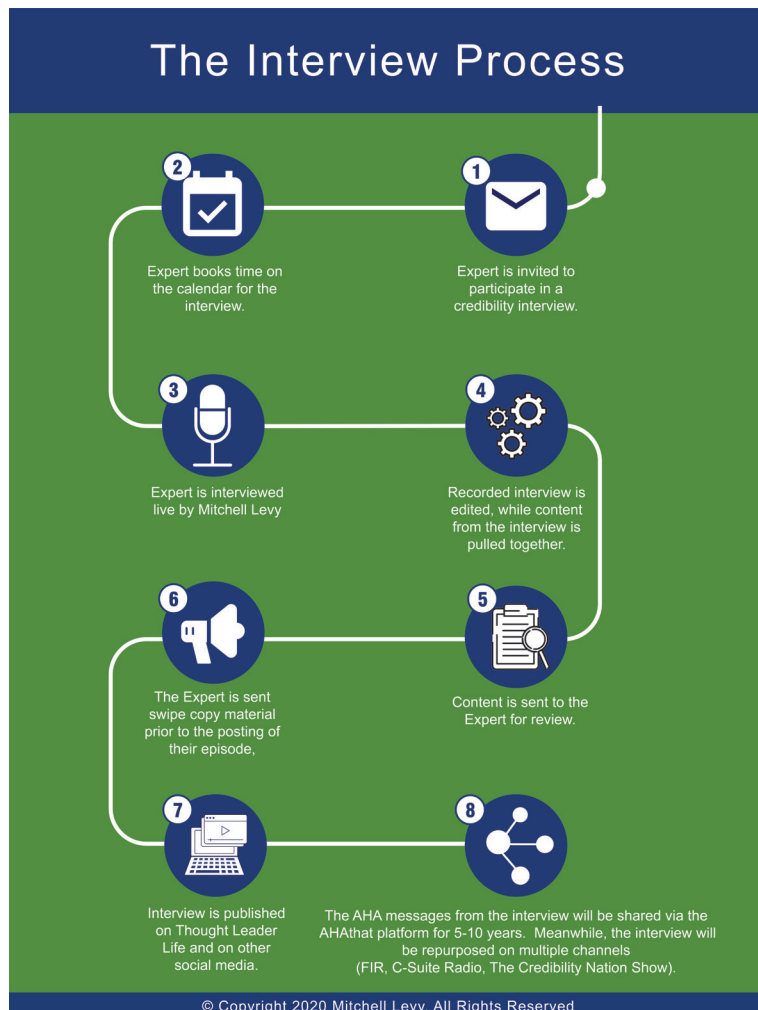 The Interview Process
1
Expert is invited to
participate in a
credibility interview.
2
Expert books time on
the calendar for the
interview.
3
Expert is interviewed
live by Mitchell Levy
4
Recorded interview is
edited, while content
from the interview is
pulled together.
5
Content is sent to the
Expert for review.
6
The Expert is sent
swipe copy material
prior to the posting of
their episode,
7
Interview is published
on Thought Leader
Life and on other
social media.
8
The AHA messages from the interview will be shared via the
AHAthat platform for 5-10 years. Meanwhile, the interview will
be repurposed on multiple channels
(FIR, C-Suite Radio, The Credibility Nation Show).
© Copyright 2020 Mitchell Levy, All Rights Reserved